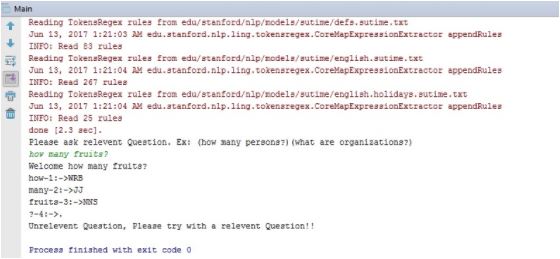 Main
Reading TokensRegex rules from edu/stanford/nlp/models/sutime/defs.sutime.txt
Jun 13, 2017 1:21:03 AM edu.stanford.nlp.ling.tokensregex.CoreMapExpressionExtractor appendRules
INFO: Read 83 rules
Reading TokensRegex rules from edu/stanford/nlp/models/sutime/english.sutime.txt
Jun 13, 2017 1:21:04 AM edu.stanford.nlp.ling.tokensregex.CoreMapExpressionExtractor appendRules
INFO: Read 267 rules
Reading TokensRegex rules from edu/stanford/nlp/models/sutime/english.holidays.sutime.txt
Jun 13, 2017 1:21:04 AM edu.stanford.nlp.ling.tokensregex.CoreMapExpressionExtractor appendRules
INFO: Read 25 rules
done [2.3 sec].
Please ask relevent Question. Ex: (how many persons?)(what are organizations?)
how many fruits?
Welcome how many fruits?
how-1:->WRB
many-2:->JJ
fruits-3:->NNS
?-4:->.
Unrelevent Question, Please try with a relevent Question!!
Process finished with exit code 0